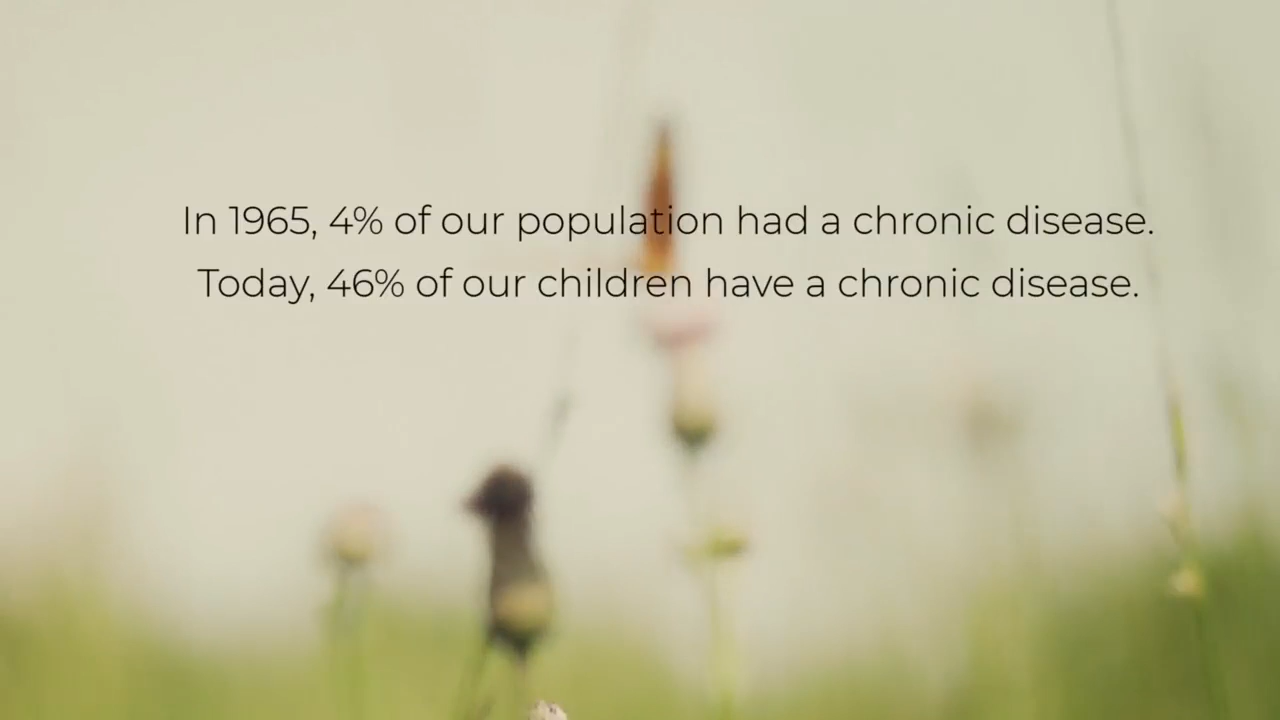 In 1965, 4% of our population had a chronic disease.
Today, 46% of our children have a chronic disease.